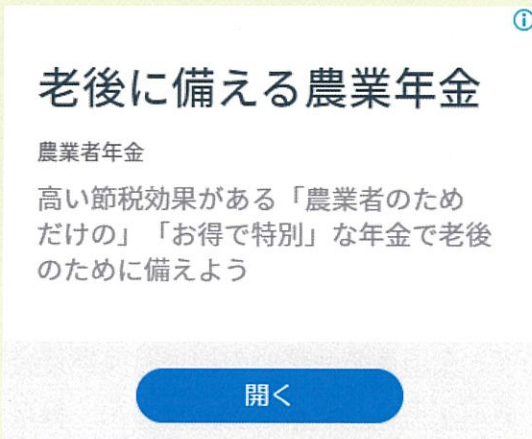 老後に備える農業年金
農業者年金
高い節税効果がある「農業者のため
だけの」「お得で特別」な年金で老後
のために備えよう
開く